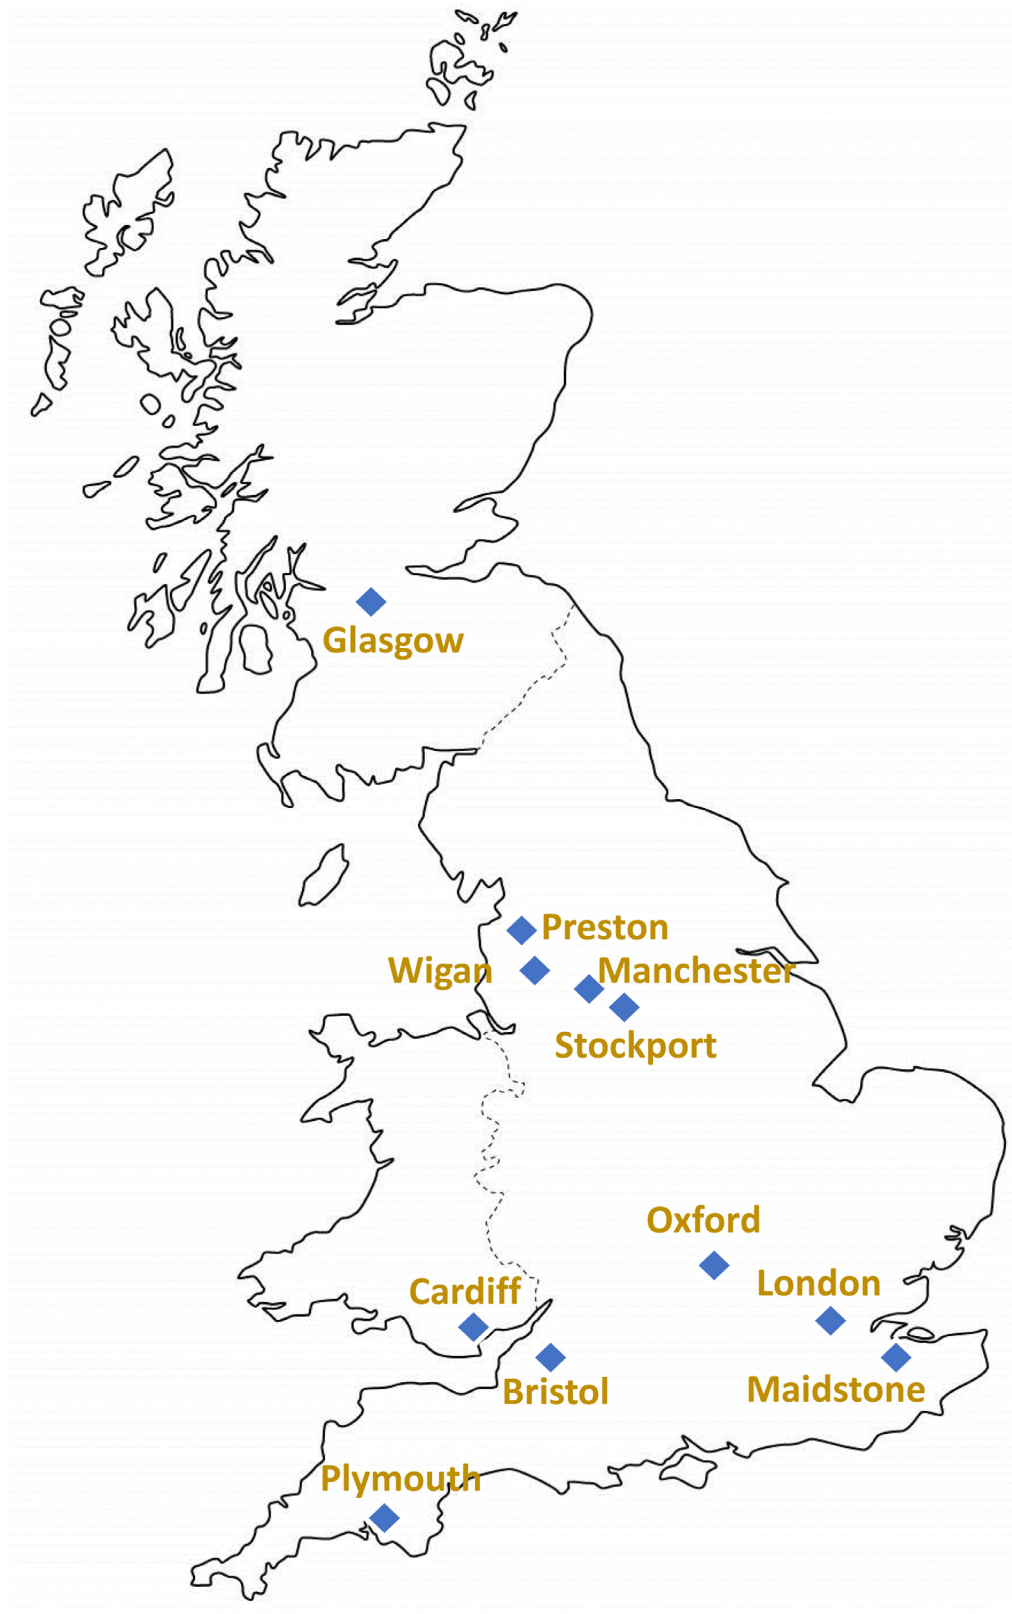 Glasgow
Preston
Wigan
Manchester
Stockport
Oxford
London
Cardiff
Maidstone
Bristol
Plymouth